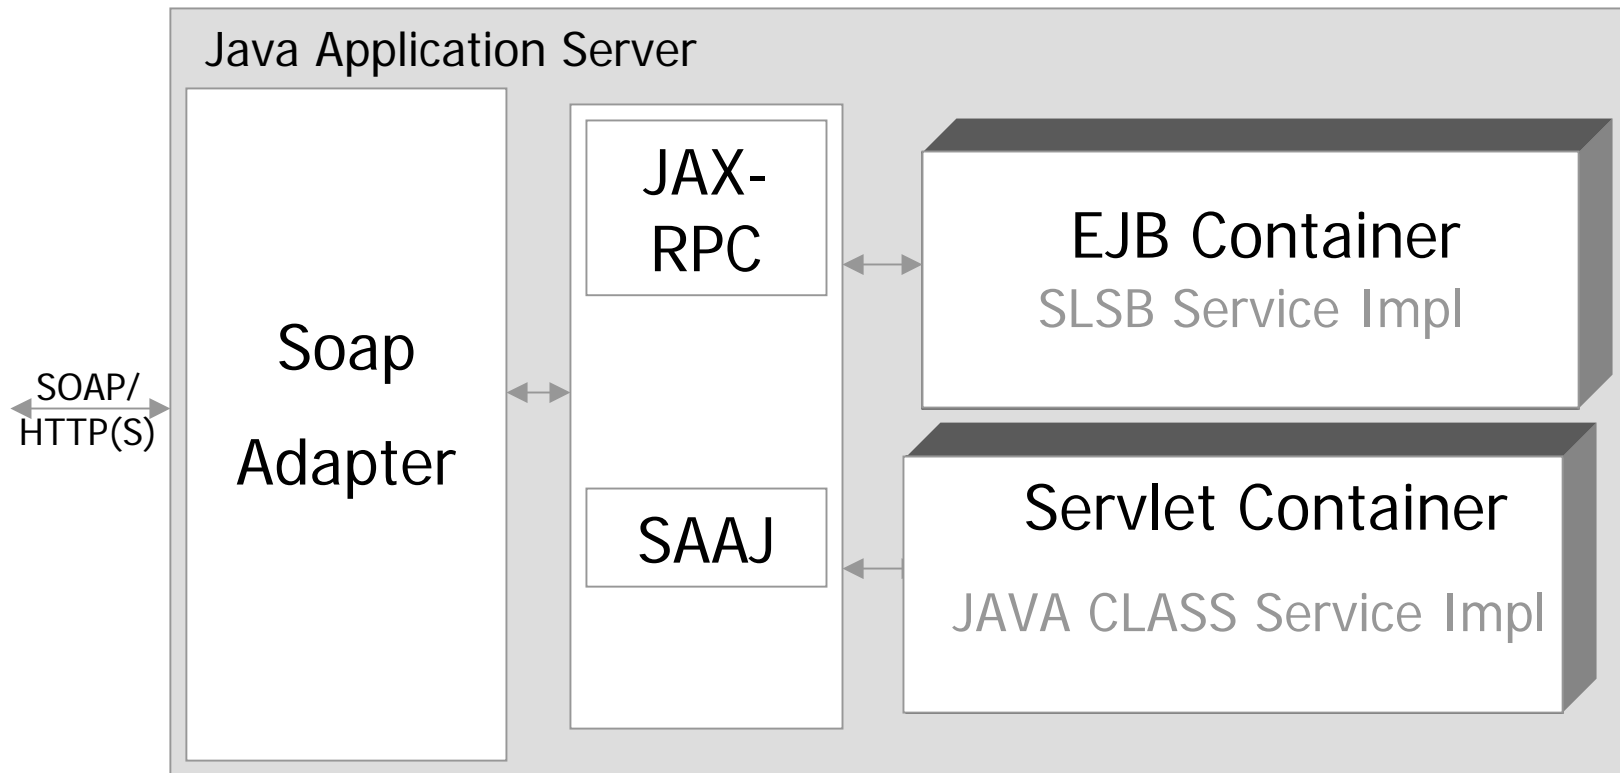 Java Application Server
SOAP/
HTTP(S)
Soap
Adapter
JAX-
RPC
SAAJ
EJB Container
SLSB Service Impl
Servlet Container
JAVA CLASS Service Impl